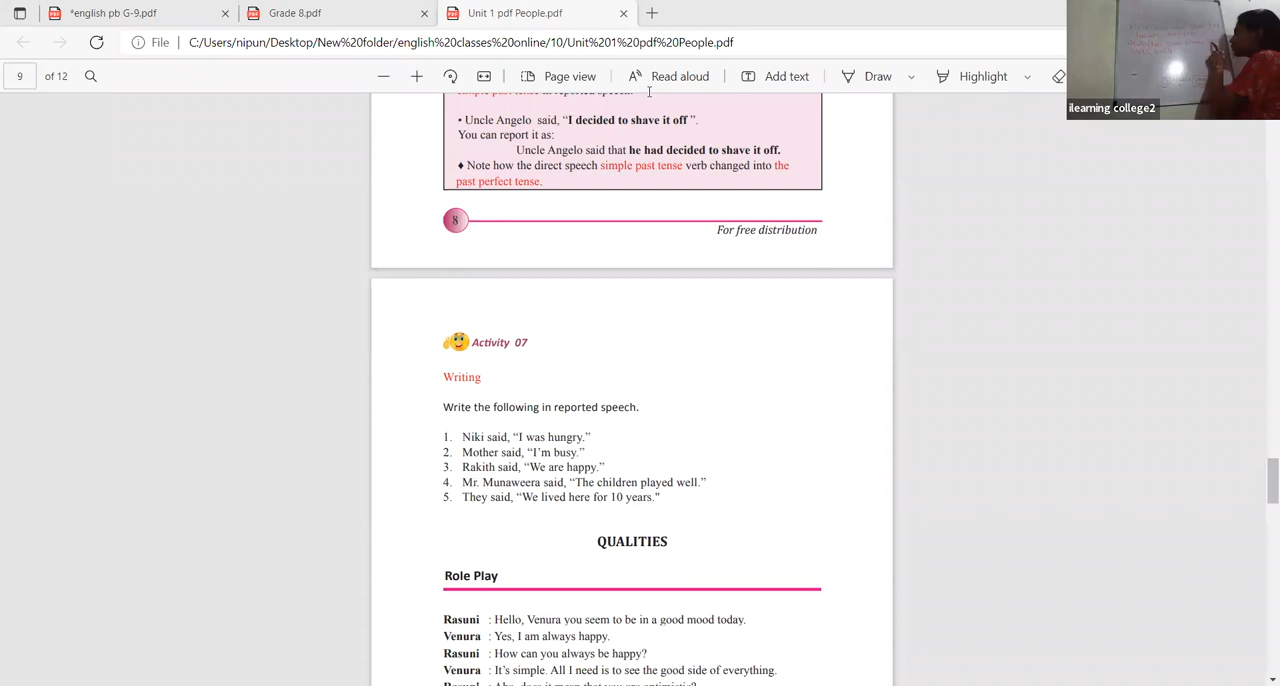 *english pb G-9.pdf
Grade 8.pdf
Unit 1 pdf People.pdf
File
C:/Users/nipun/Desktop/New%20folder/english%20classes%20online/10/Unit%201%20pdf%20People.pdf
9 of 12
Page view
Read aloud
Add text
Draw
Highlight
ilearning college2
simple past tense in reported speech.
• Uncle Angelo said, “I decided to shave it off ”.
You can report it as:
Uncle Angelo said that he had decided to shave it off.
♦ Note how the direct speech simple past tense verb changed into the
past perfect tense.
8
For free distribution
Activity 07
Writing
Write the following in reported speech.
1. Niki said, “I was hungry.”
2. Mother said, “I’m busy.”
3. Rakith said, “We are happy.”
4. Mr. Munaweera said, “The children played well.”
5. They said, “We lived here for 10 years."
QUALITIES
Role Play
Rasuni : Hello, Venura you seem to be in a good mood today.
Venura : Yes, I am always happy.
Rasuni : How can you always be happy?
Venura : It’s simple. All I need is to see the good side of everything.